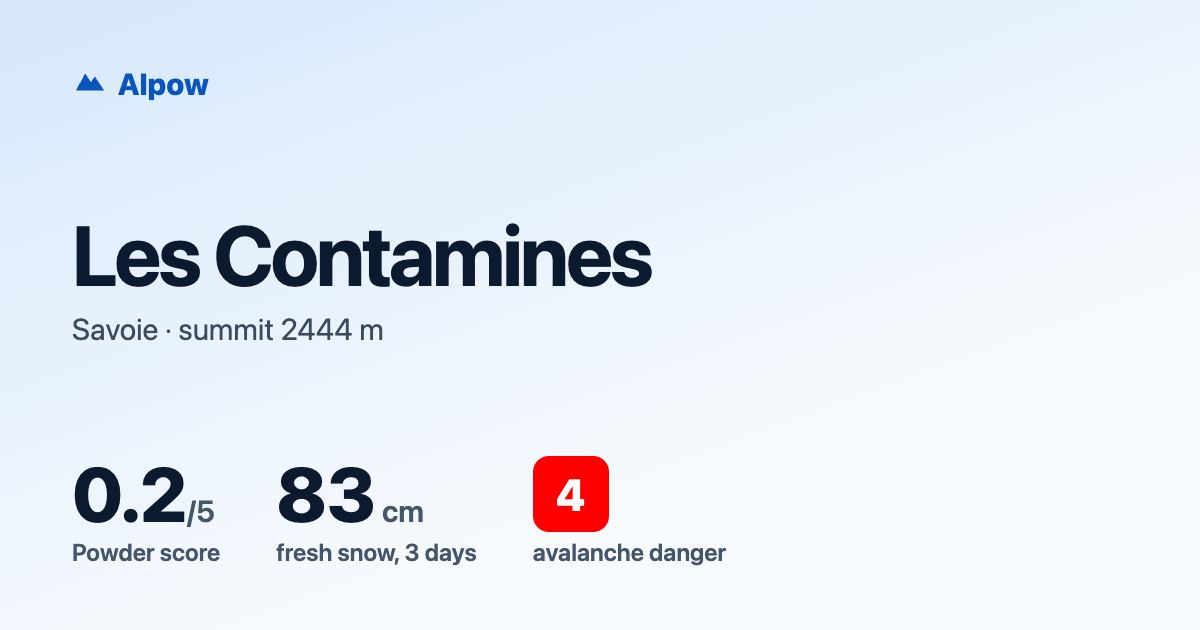 Alpow
Les Contamines
Savoie · summit 2444 m
0.2/5 83 cm 4
Powder score fresh snow, 3 days avalanche danger